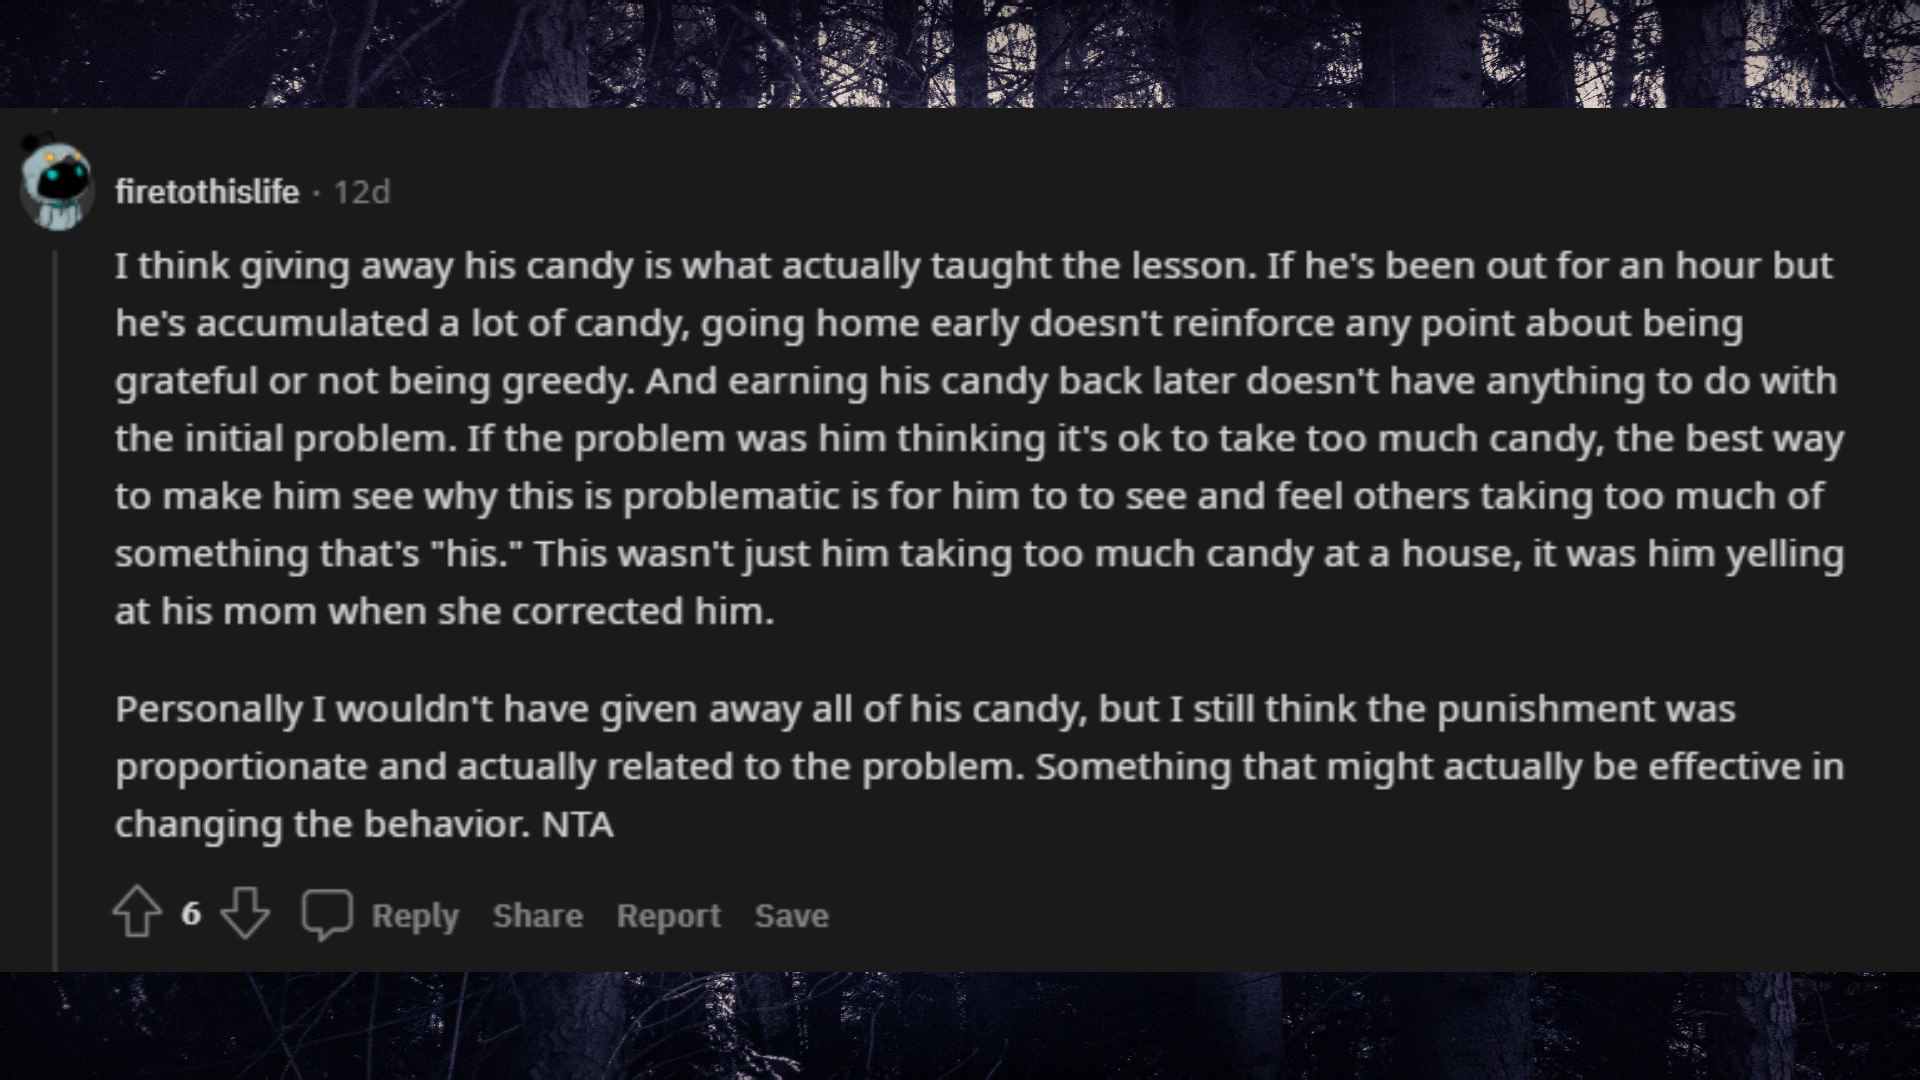 firetothislife · 12d
I think giving away his candy is what actually taught the lesson. If he's been out for an hour but
he's accumulated a lot of candy, going home early doesn't reinforce any point about being
grateful or not being greedy. And earning his candy back later doesn't have anything to do with
the initial problem. If the problem was him thinking it's ok to take too much candy, the best way
to make him see why this is problematic is for him to to see and feel others taking too much of
something that's "his." This wasn't just him taking too much candy at a house, it was him yelling
at his mom when she corrected him.
Personally I wouldn't have given away all of his candy, but I still think the punishment was
proportionate and actually related to the problem. Something that might actually be effective in
changing the behavior. NTA
6 Reply Share Report Save